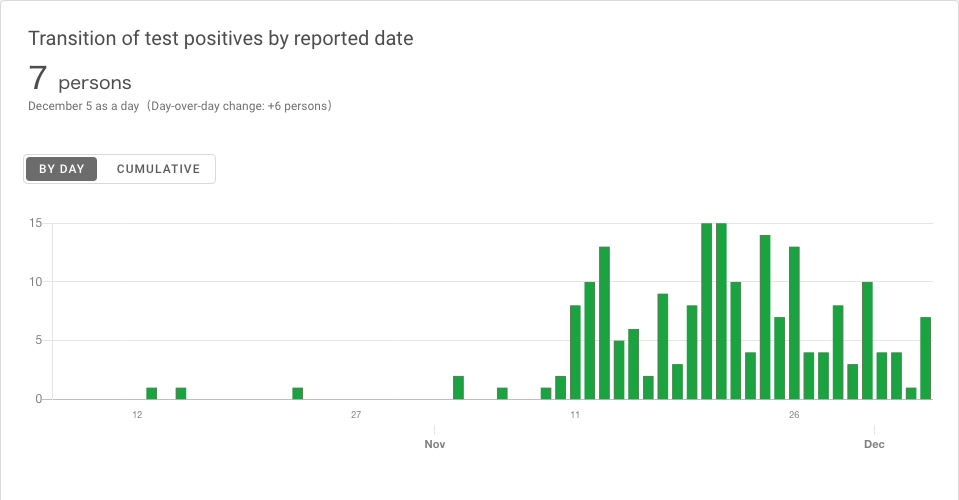 Transition of test positives by reported date
7 persons
December 5 as a day（Day-over-day change: +6 persons）
BY DAY CUMULATIVE
15
10
5
0
12 27 11 26
Nov Dec